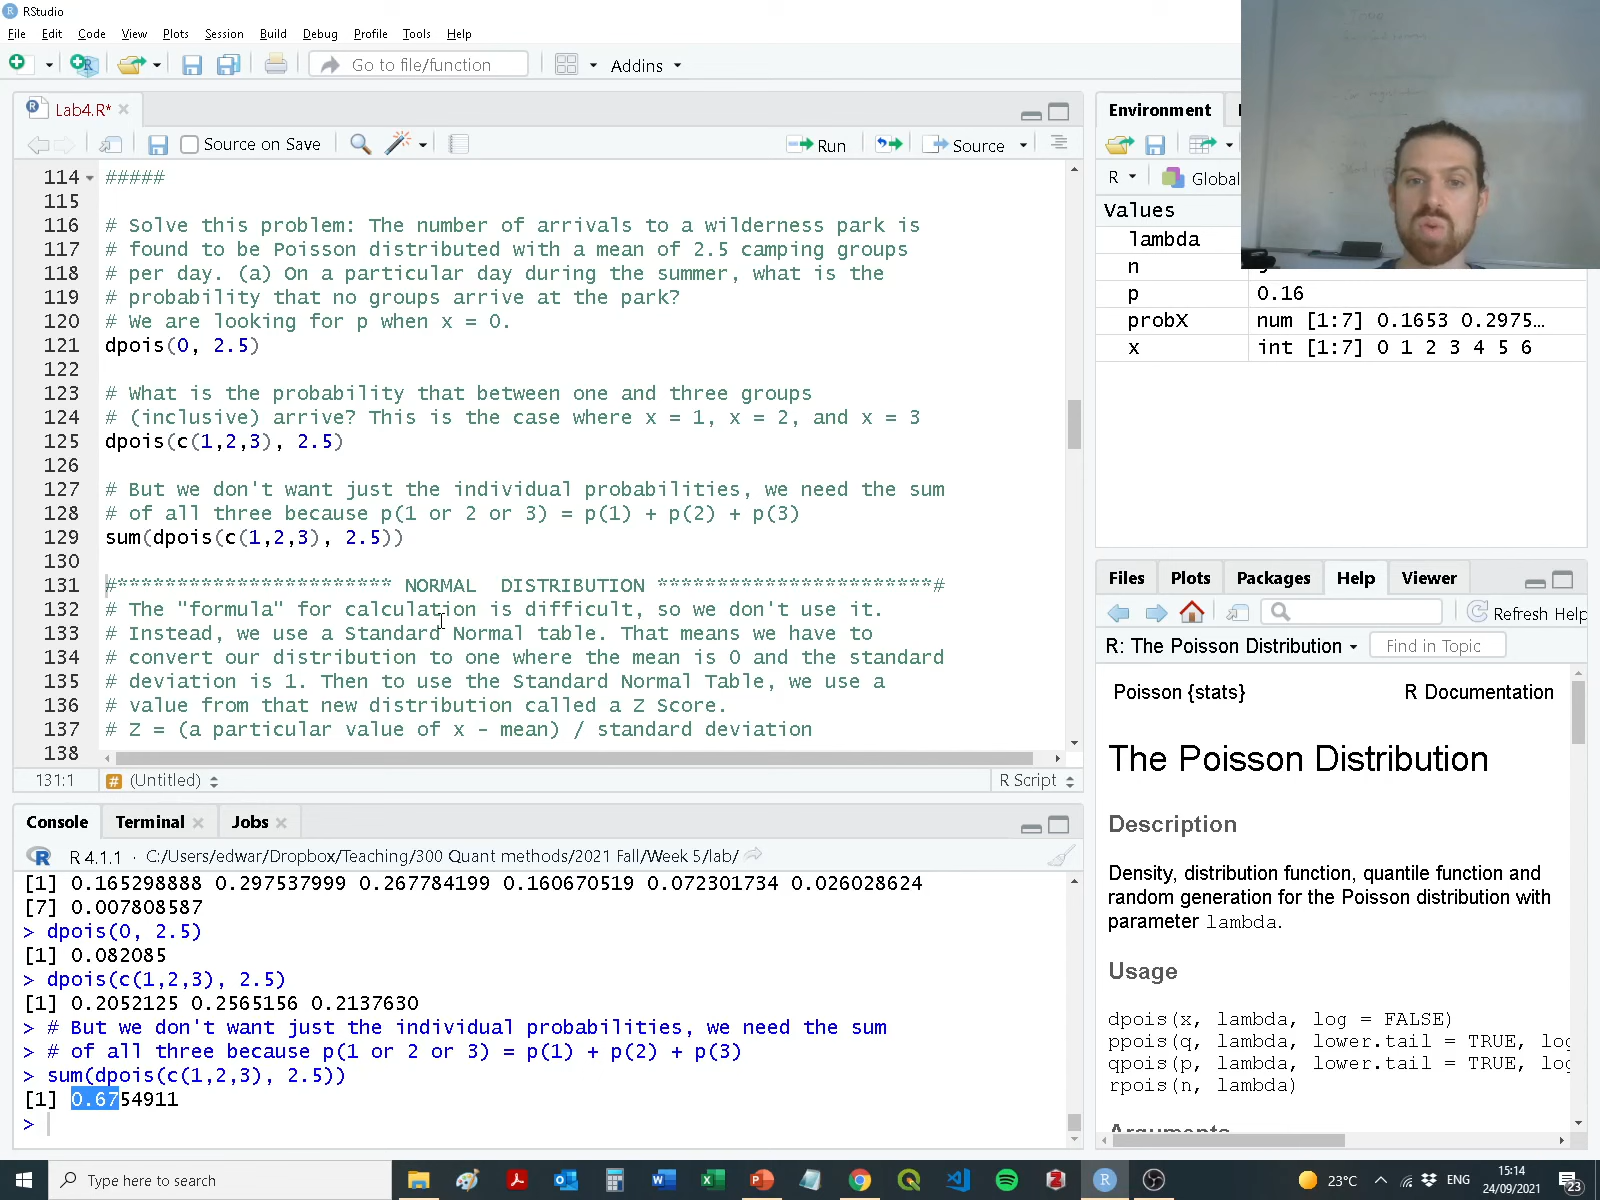 RStudio
File Edit Code View Plots Session Build Debug Profile Tools Help
Go to file/function Addins
Lab4.R*
Source on Save Run Source
114 #####
115
116 # Solve this problem: The number of arrivals to a wilderness park is
117 # found to be Poisson distributed with a mean of 2.5 camping groups
118 # per day. (a) On a particular day during the summer, what is the
119 # probability that no groups arrive at the park?
120 # We are looking for p when x = 0.
121 dpois(0, 2.5)
122
123 # What is the probability that between one and three groups
124 # (inclusive) arrive? This is the case where x = 1, x = 2, and x = 3
125 dpois(c(1,2,3), 2.5)
126
127 # But we don't want just the individual probabilities, we need the sum
128 # of all three because p(1 or 2 or 3) = p(1) + p(2) + p(3)
129 sum(dpois(c(1,2,3), 2.5))
130
131 #*********************** NORMAL  DISTRIBUTION ***********************#
132 # The "formula" for calculation is difficult, so we don't use it.
133 # Instead, we use a Standard Normal table. That means we have to
134 # convert our distribution to one where the mean is 0 and the standard
135 # deviation is 1. Then to use the Standard Normal Table, we use a
136 # value from that new distribution called a Z Score.
137 # Z = (a particular value of x - mean) / standard deviation
138
131:1 # (Untitled) R Script
Console Terminal Jobs
R 4.1.1 · C:/Users/edwar/Dropbox/Teaching/300 Quant methods/2021 Fall/Week 5/lab/
[1] 0.165298888 0.297537999 0.267784199 0.160670519 0.072301734 0.026028624
[7] 0.007808587
> dpois(0, 2.5)
[1] 0.082085
> dpois(c(1,2,3), 2.5)
[1] 0.2052125 0.2565156 0.2137630
> # But we don't want just the individual probabilities, we need the sum
> # of all three because p(1 or 2 or 3) = p(1) + p(2) + p(3)
> sum(dpois(c(1,2,3), 2.5))
[1] 0.6754911
>
Environment
R Global
Values
lambda
n
p 0.16
probX num [1:7] 0.1653 0.2975…
x int [1:7] 0 1 2 3 4 5 6
Files Plots Packages Help Viewer
Refresh Help
R: The Poisson Distribution Find in Topic
Poisson {stats} R Documentation
The Poisson Distribution
Description
Density, distribution function, quantile function and
random generation for the Poisson distribution with
parameter lambda.
Usage
dpois(x, lambda, log = FALSE)
ppois(q, lambda, lower.tail = TRUE, log
qpois(p, lambda, lower.tail = TRUE, log
rpois(n, lambda)
Arguments
Type here to search
23°C ENG 15:14
24/09/2021 23